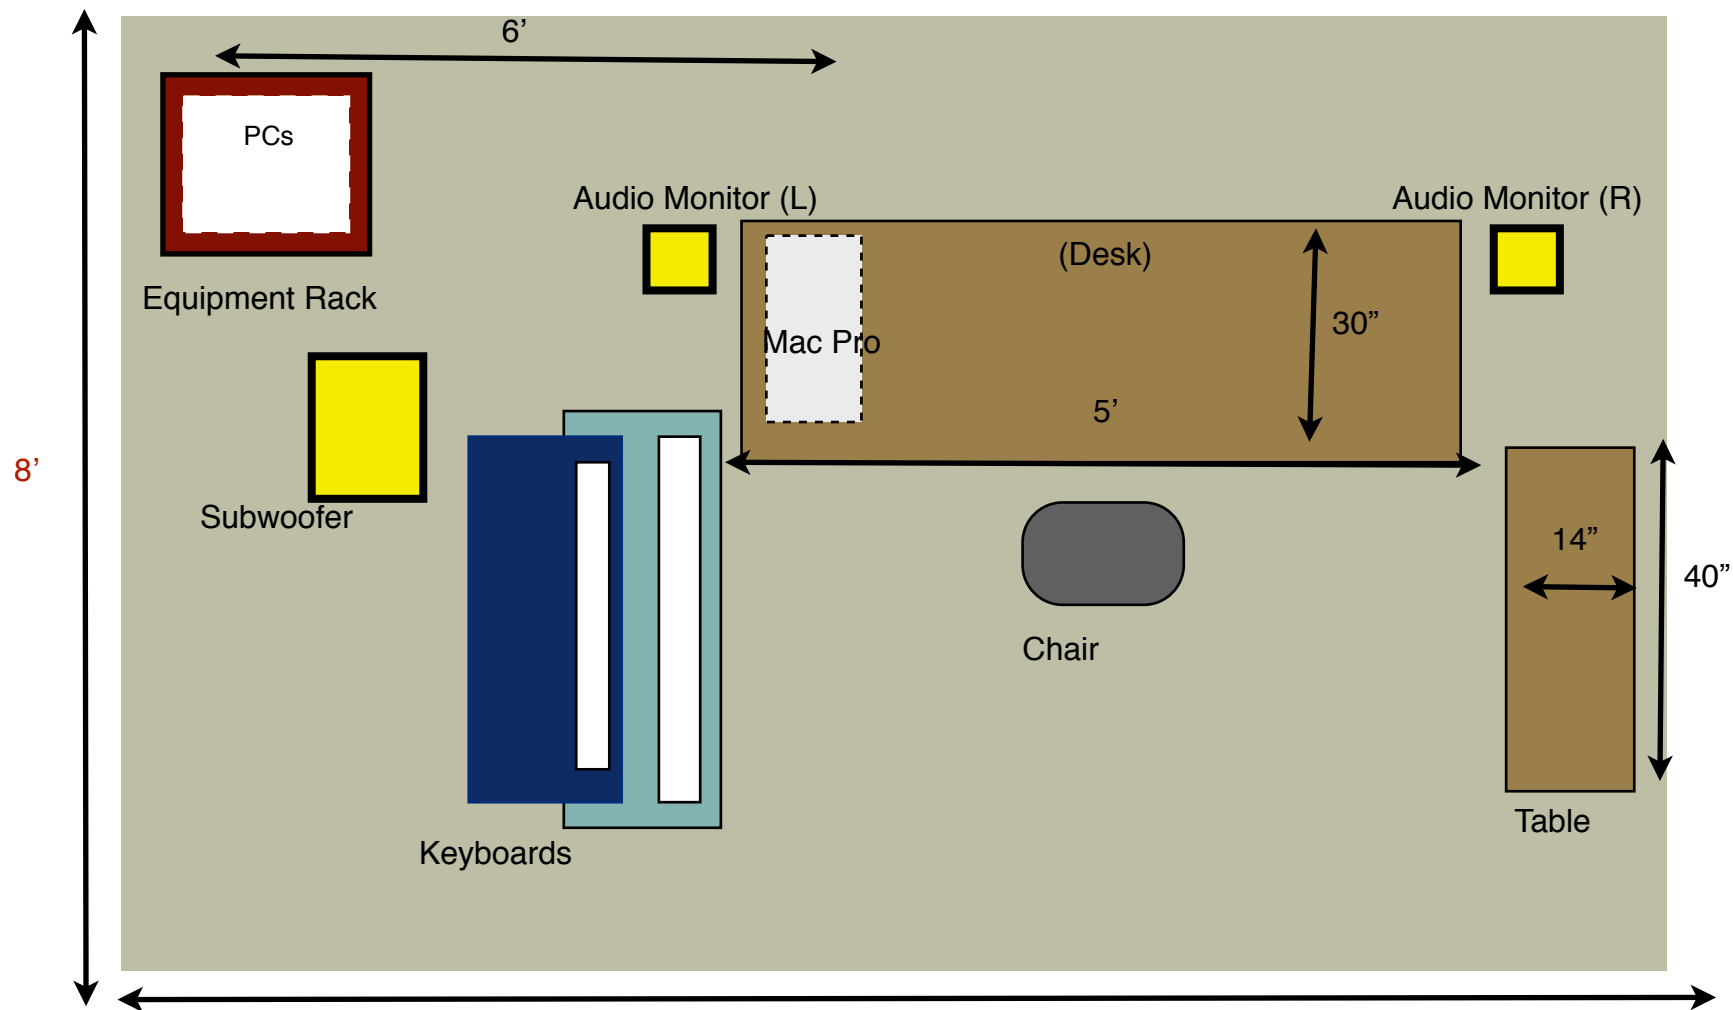 6’
PCs
Audio Monitor (L)
Audio Monitor (R)
(Desk)
Equipment Rack
30”
Mac Pro
5’
8’
Subwoofer
14”
40”
Chair
Table
Keyboards